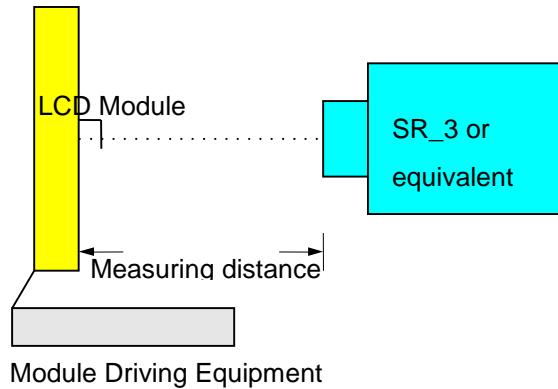 LCD Module
SR_3 or
equivalent
Measuring distance
Module Driving Equipment